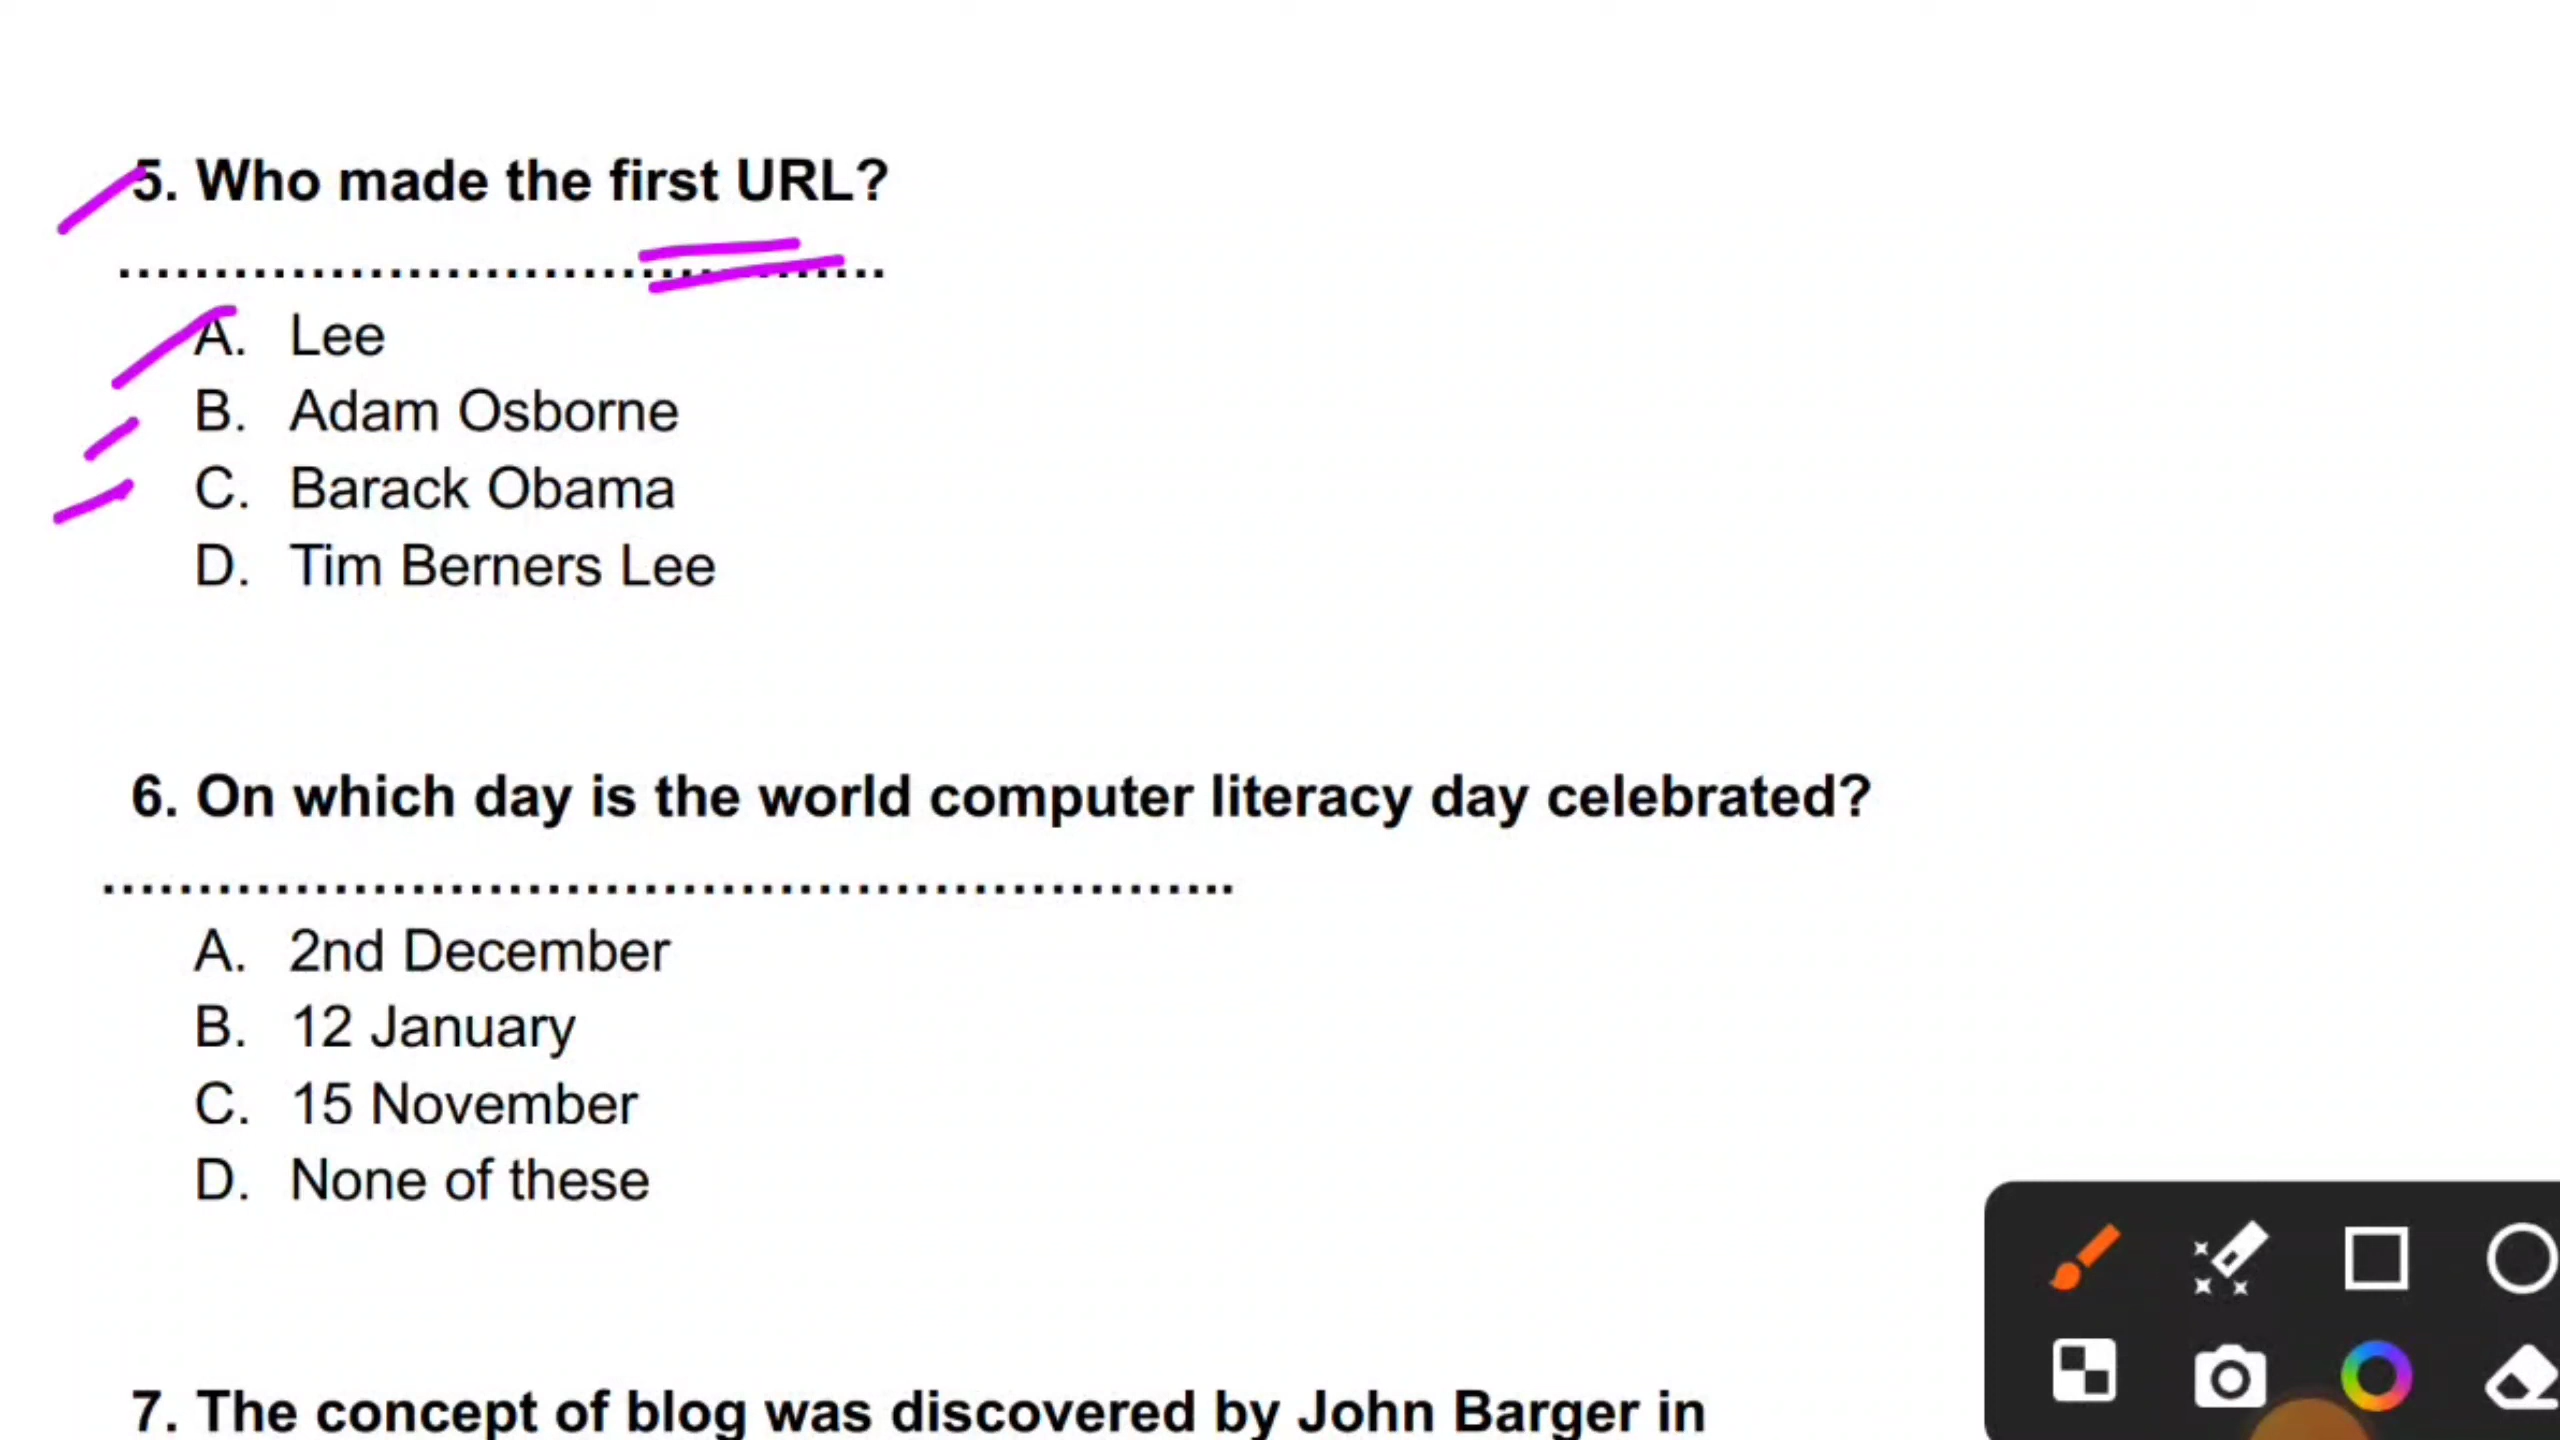 5. Who made the first URL?
........................................
A. Lee
B. Adam Osborne
C. Barack Obama
D. Tim Berners Lee
6. On which day is the world computer literacy day celebrated?
...........................................................
A. 2nd December
B. 12 January
C. 15 November
D. None of these
7. The concept of blog was discovered by John Barger in